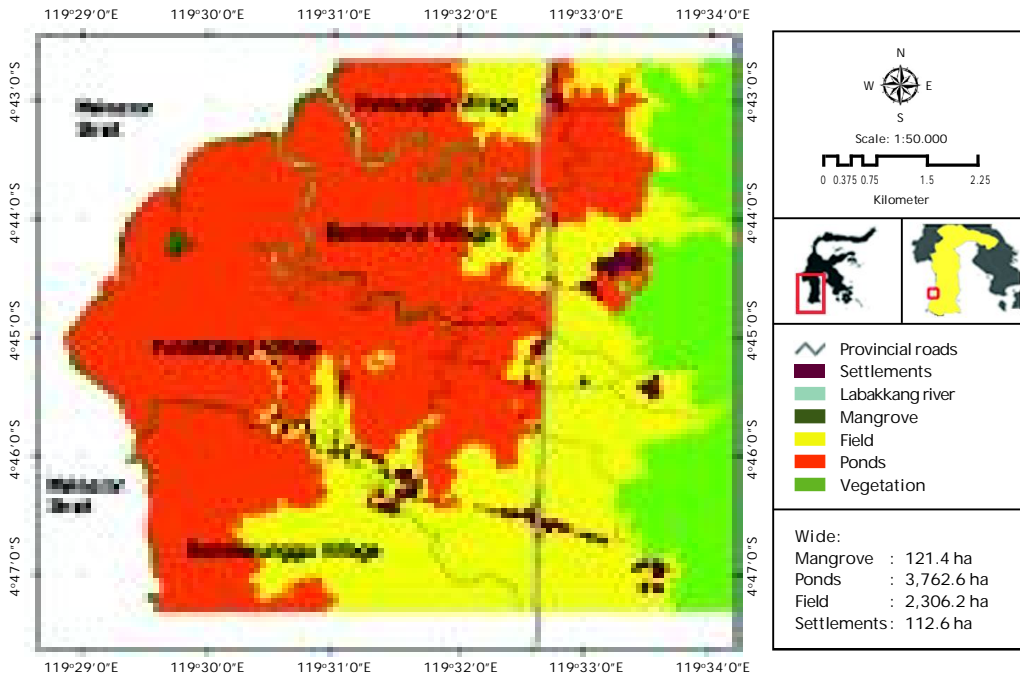 119°29'0"E 119°30'0"E 119°31'0"E 119°32'0"E 119°33'0"E 119°34'0"E
4°43'0"S
4°44'0"S
4°45'0"S
4°46'0"S
4°47'0"S
4°43'0"S
4°44'0"S
4°45'0"S
4°46'0"S
4°47'0"S
Village
Village
Village
Village
119°29'0"E 119°30'0"E 119°31'0"E 119°32'0"E 119°33'0"E 119°34'0"E
N
W E
S
Scale: 1:50.000
0 0.375 0.75 1.5 2.25
Kilometer
Provincial roads
Settlements
Labakkang river
Mangrove
Field
Ponds
Vegetation
Wide:
Mangrove : 121.4 ha
Ponds : 3,762.6 ha
Field : 2,306.2 ha
Settlements: 112.6 ha